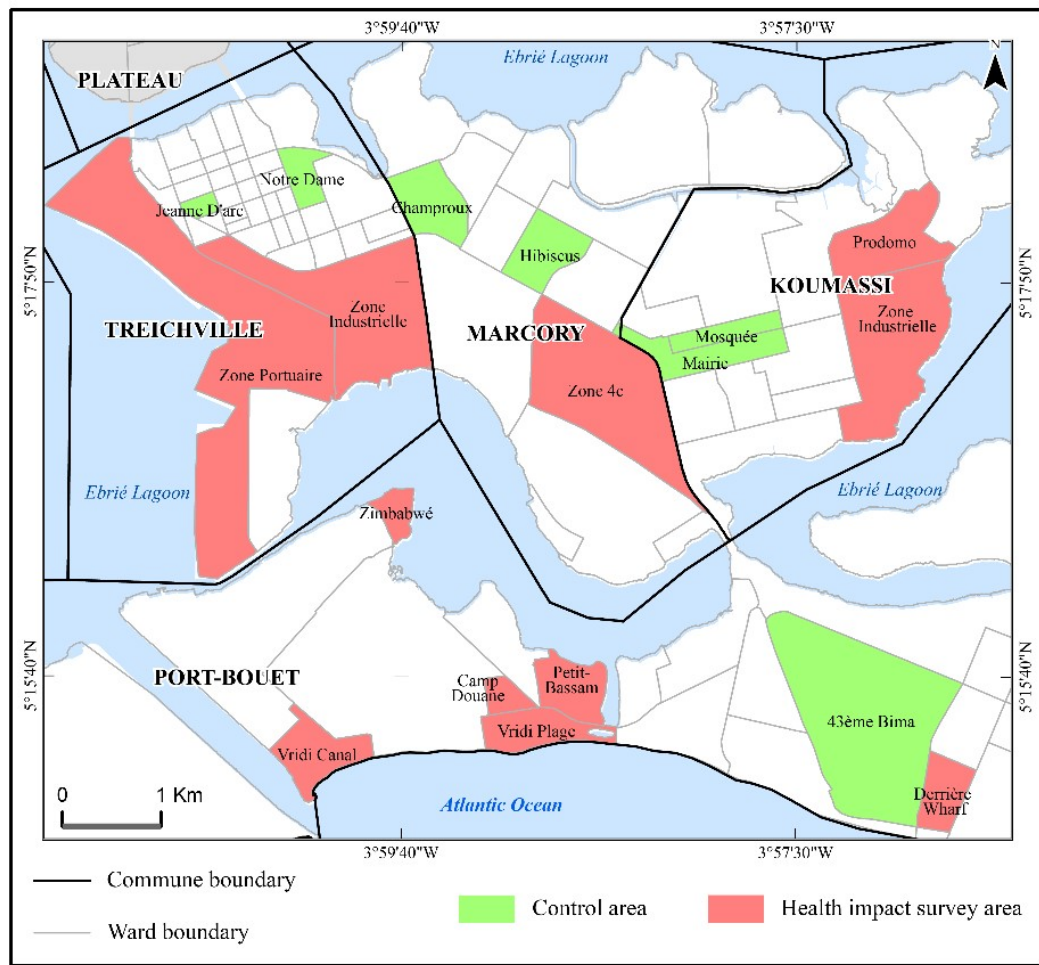 3°59'40"W
3°57'30"W
Ebrié Lagoon
N
PLATEAU
Notre Dame
Jeanne D'arc
Champroux
Hibiscus
Prodomo
5°17'50"N
5°17'50"N
KOUMASSI
Zone
Industrielle
Zone
Industrielle
TREICHVILLE
MARCORY
Mosquée
Mairie
Zone Portuaire
Zone 4c
Ebrié Lagoon
Ebrié Lagoon
Zimbabwé
5°15'40"N
5°15'40"N
PORT-BOUET
Camp
Douane
Petit-
Bassam
43ème Bima
Vridi Plage
Vridi Canal
Derrière
Wharf
0
1 Km
Atlantic Ocean
3°59'40"W
3°57'30"W
Commune boundary
Ward boundary
Control area
Health impact survey area